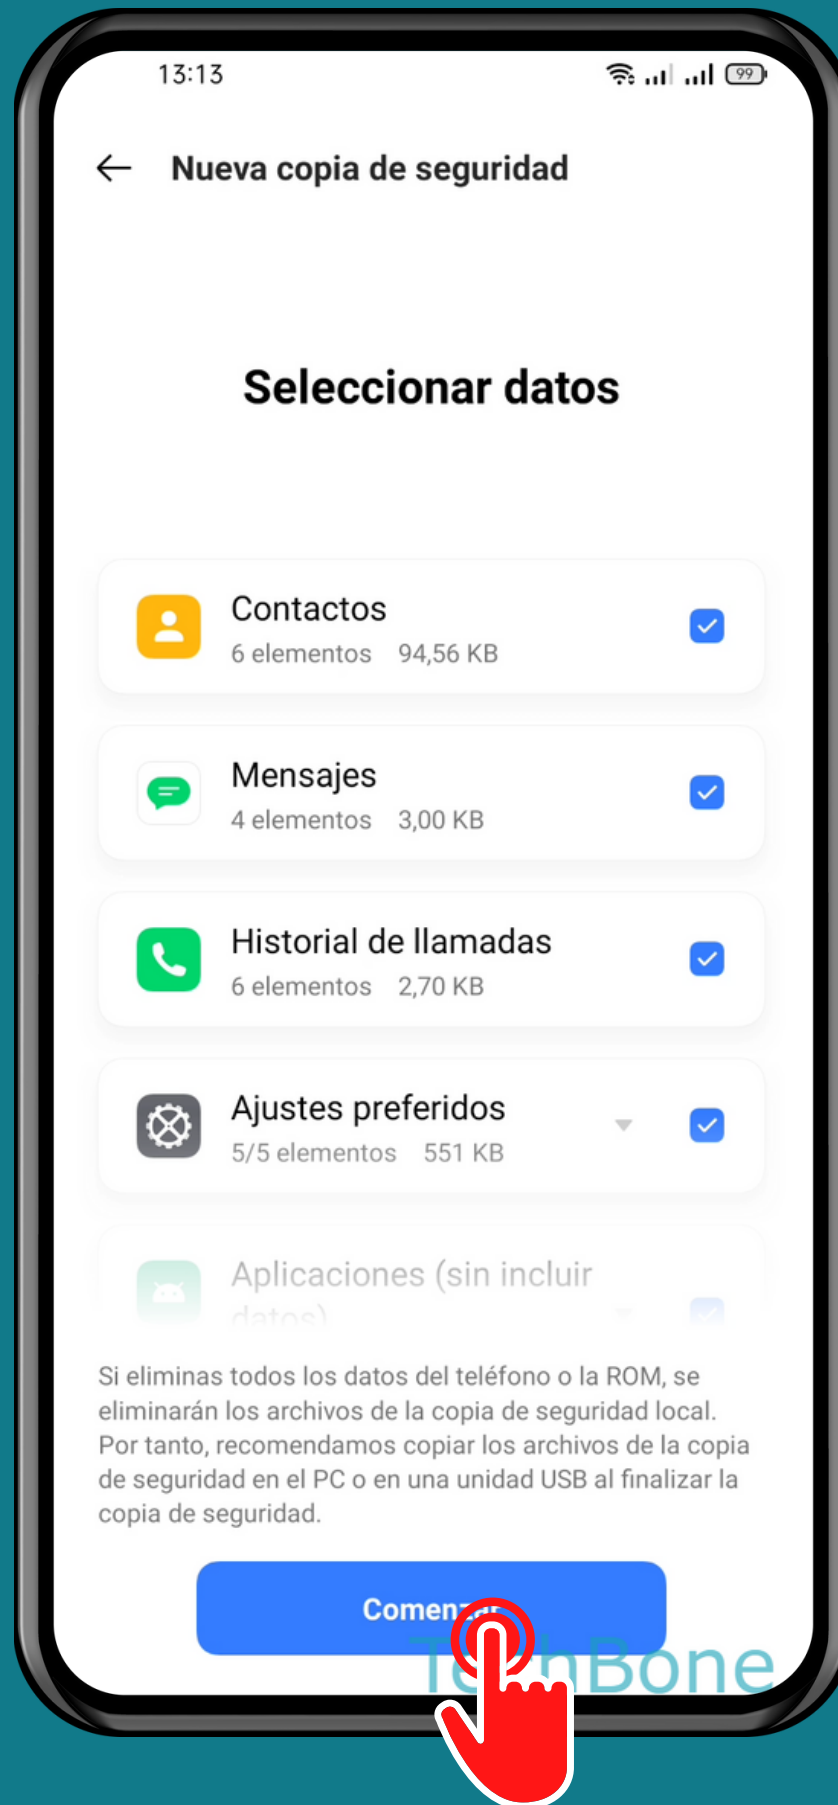 13:13
99
Nueva copia de seguridad
Seleccionar datos
Contactos
6 elementos 94,56 KB
Mensajes
4 elementos 3,00 KB
Historial de llamadas
6 elementos 2,70 KB
Ajustes preferidos
5/5 elementos 551 KB
Aplicaciones (sin incluir
datos)
Si eliminas todos los datos del teléfono o la ROM, se
eliminarán los archivos de la copia de seguridad local.
Por tanto, recomendamos copiar los archivos de la copia
de seguridad en el PC o en una unidad USB al finalizar la
copia de seguridad.
Comenzar
TechBone